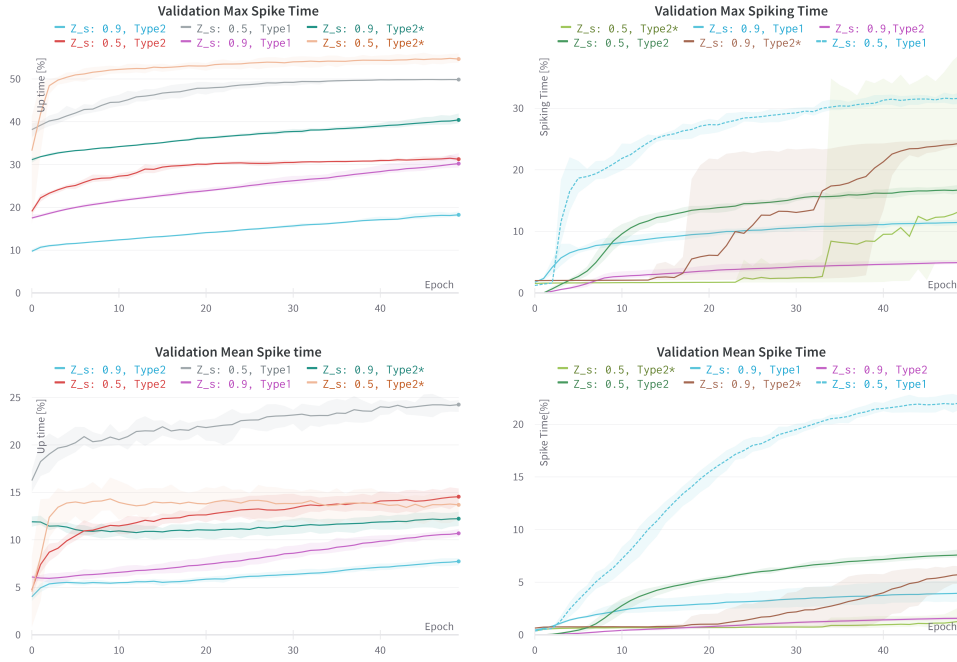 Validation Max Spike Time
Z_s: 0.9, Type2 Z_s: 0.5, Type1 Z_s: 0.9, Type2*
Z_s: 0.5, Type2 Z_s: 0.9, Type1 Z_s: 0.5, Type2*
Up time [%]
50
40
30
20
10
0
Epoch
0 10 20 30 40
Validation Max Spiking Time
Z_s: 0.5, Type2* Z_s: 0.9, Type1 Z_s: 0.9,Type2
Z_s: 0.5, Type2 Z_s: 0.9, Type2* Z_s: 0.5, Type1
Spiking Time [%]
30
20
10
0
Epoch
0 10 20 30 40
Validation Mean Spike time
Z_s: 0.9, Type2 Z_s: 0.5, Type1 Z_s: 0.9, Type2*
Z_s: 0.5, Type2 Z_s: 0.9, Type1 Z_s: 0.5, Type2*
Up time [%]
25
20
15
10
5
0
Epoch
0 10 20 30 40
Validation Mean Spike Time
Z_s: 0.5, Type2* Z_s: 0.9, Type1 Z_s: 0.9, Type2
Z_s: 0.5, Type2 Z_s: 0.9, Type2* Z_s: 0.5, Type1
Spike Time[%]
20
15
10
5
0
Epoch
0 10 20 30 40